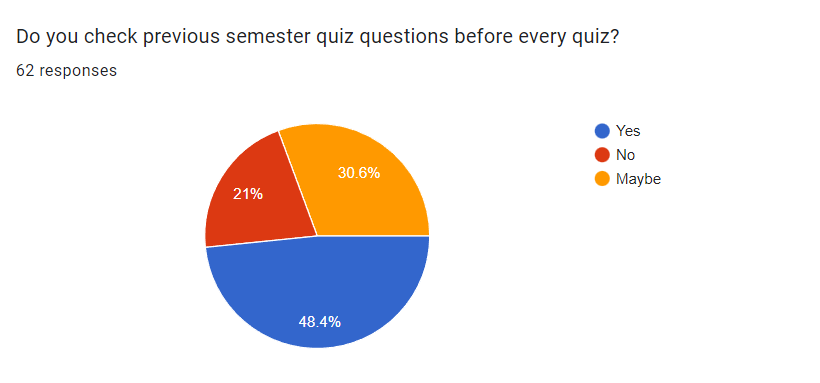 Do you check previous semester quiz questions before every quiz?
62 responses
Yes
No
Maybe
30.6%
21%
48.4%